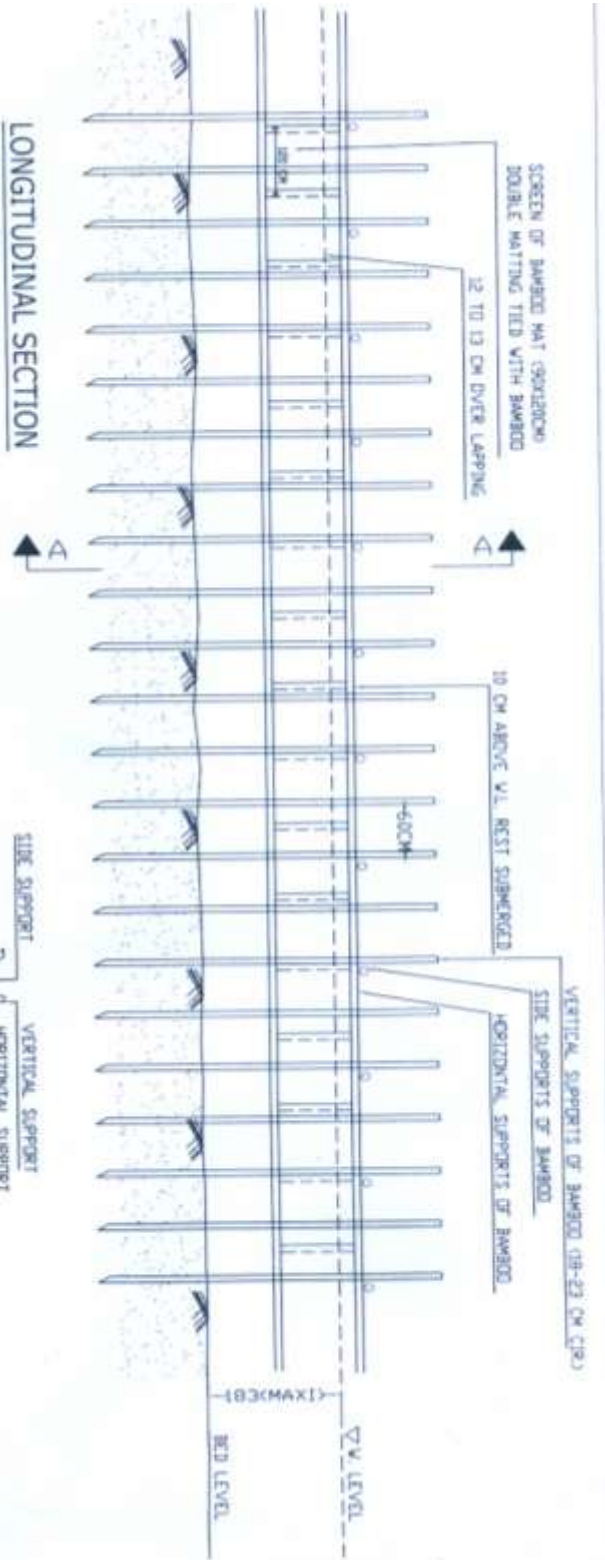 SCREEN OF BAMBOO MAT (90X120CM)
DOUBLE MATTING TIED WITH BAMBOO
12 TO 13 CM OVER LAPPING
10 CM ABOVE W.L REST SUBMERGED
VERTICAL SUPPORTS OF BAMBOO (18-23 CM CIR.)
SIDE SUPPORTS OF BAMBOO
HORIZONTAL SUPPORTS OF BAMBOO
CM
A
A
60CM
W. LEVEL
183(MAX)
BED LEVEL
LONGITUDINAL SECTION
SIDE SUPPORT
VERTICAL SUPPORT
HORIZONTAL SUPPORT